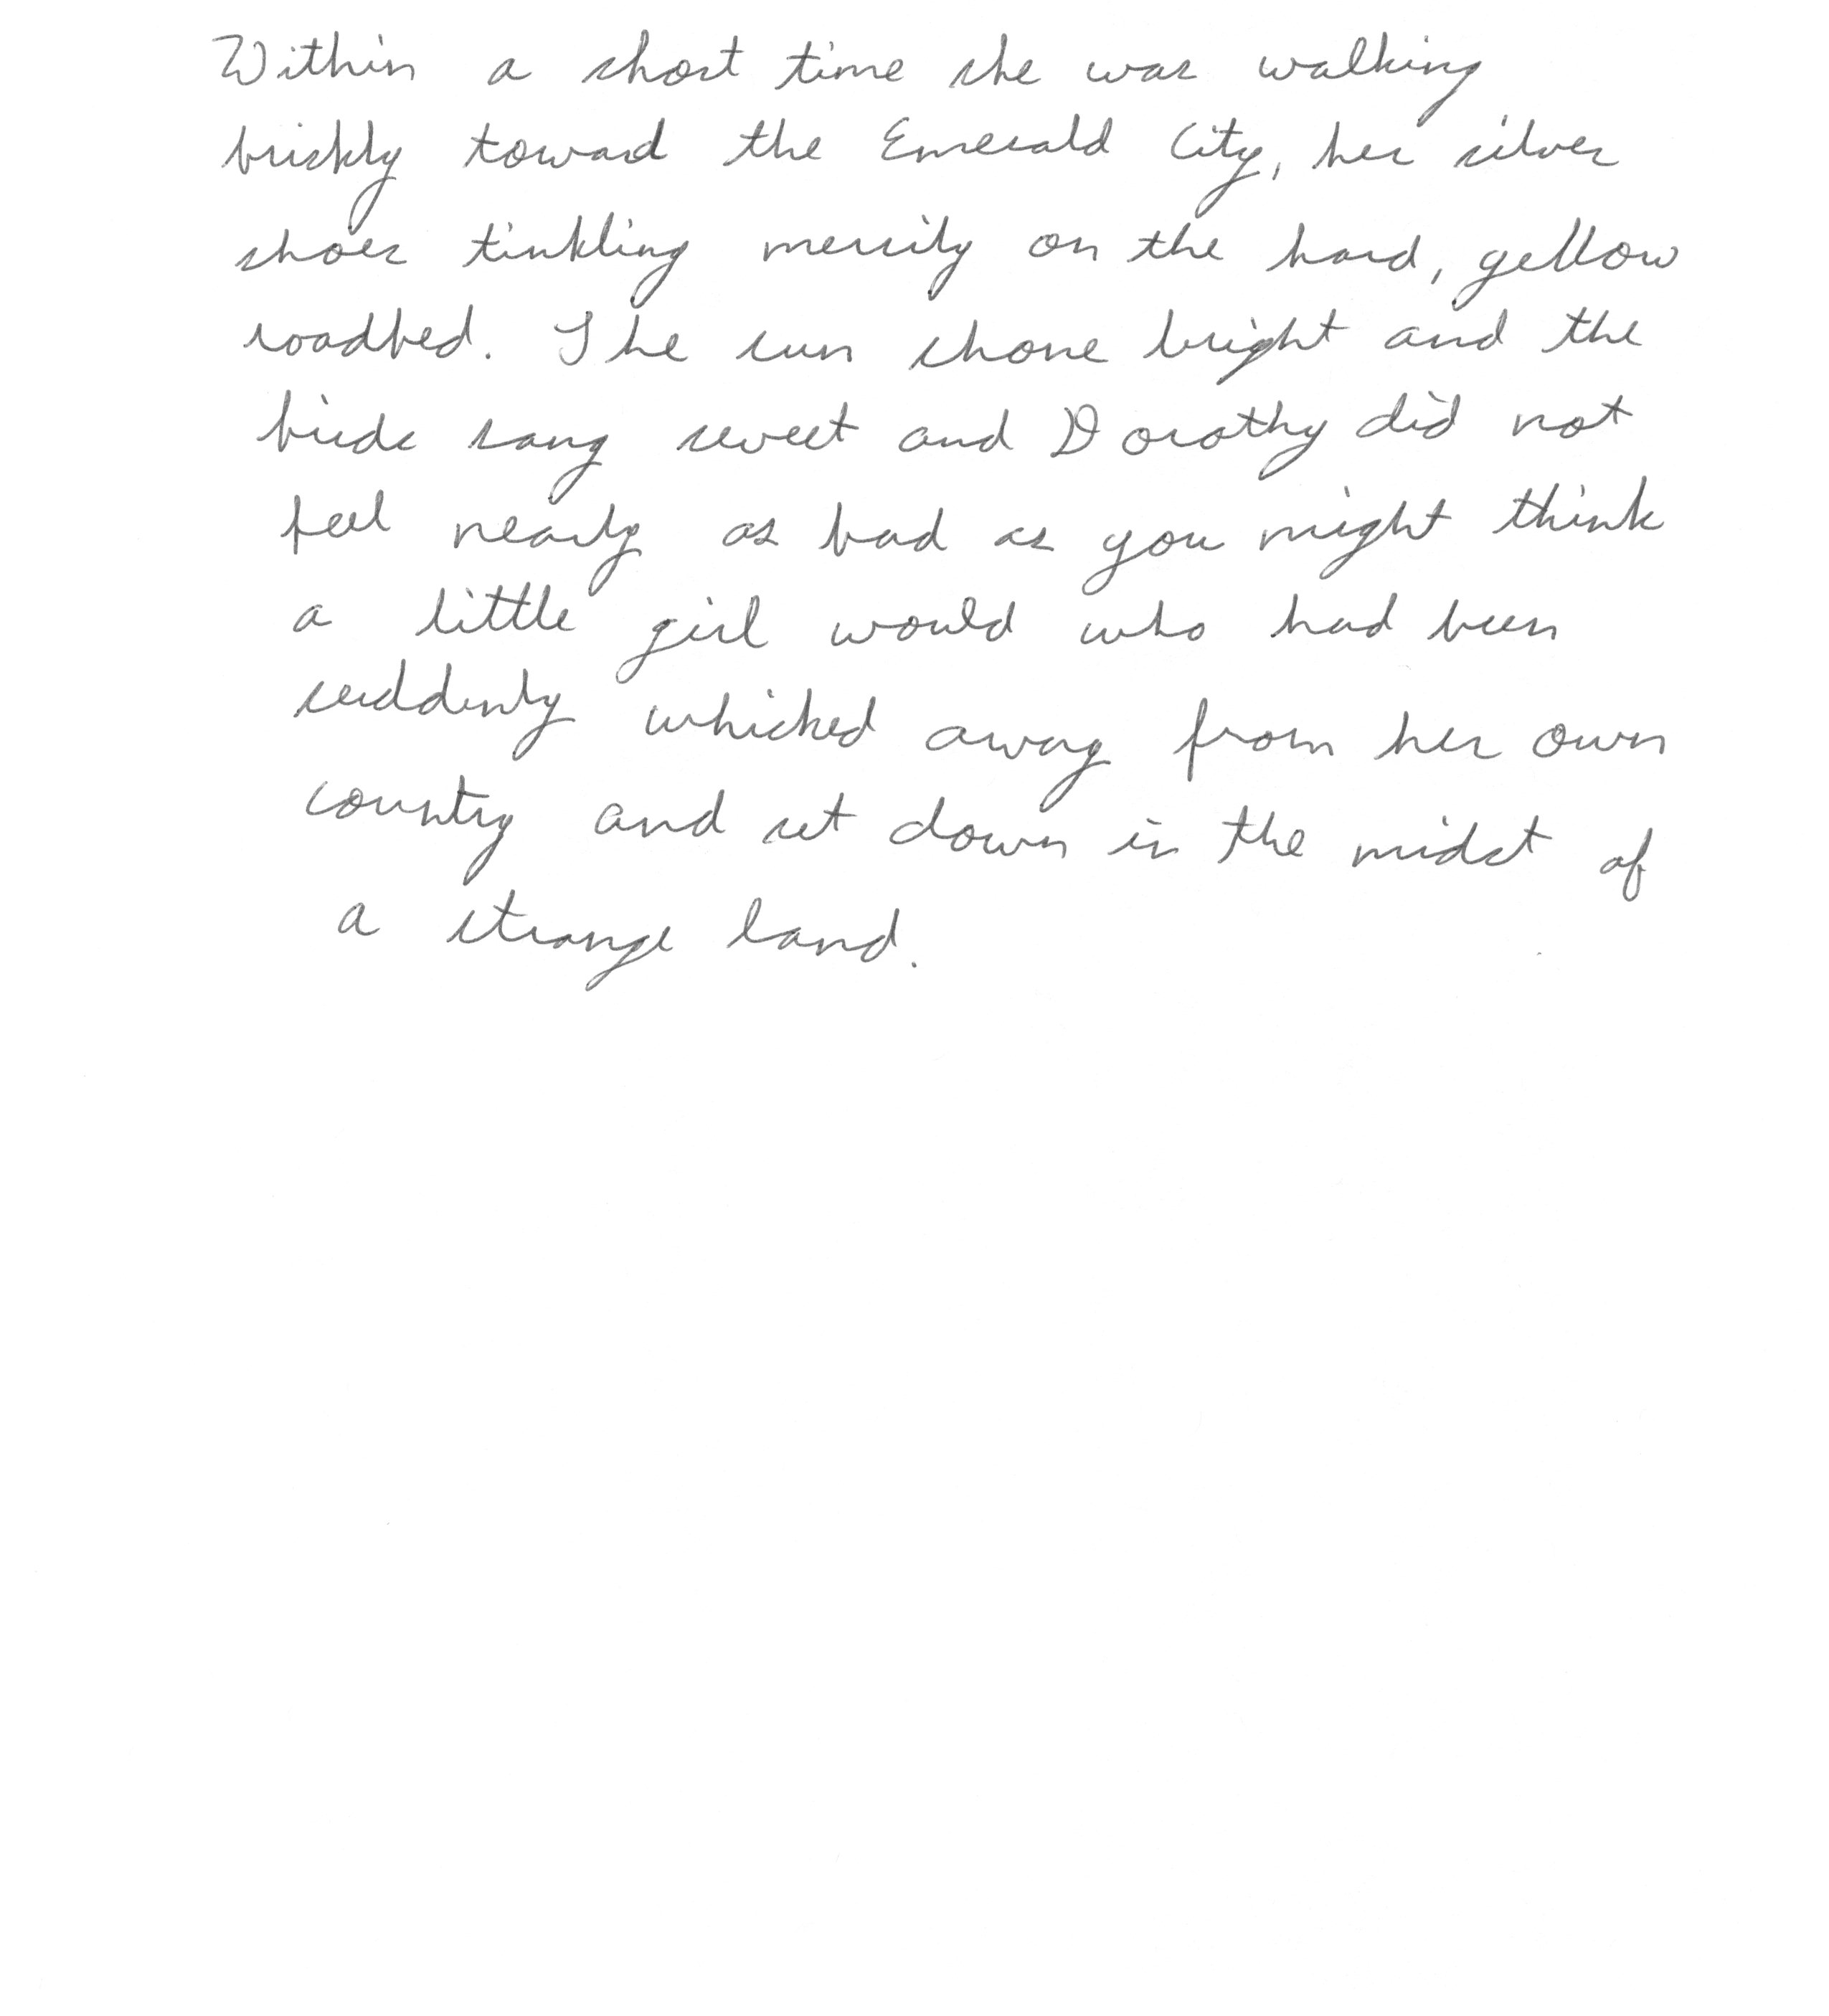 Within a short time she was walking
briskly toward the Emerald City, her silver
shoes tinkling merrily on the hard, yellow
roadbed. The sun shone bright and the
birds sang sweet and Dorothy did not
feel nearly as bad as you might think
a little girl would who had been
suddenly whisked away from her own
country and set down in the midst of
a strange land.